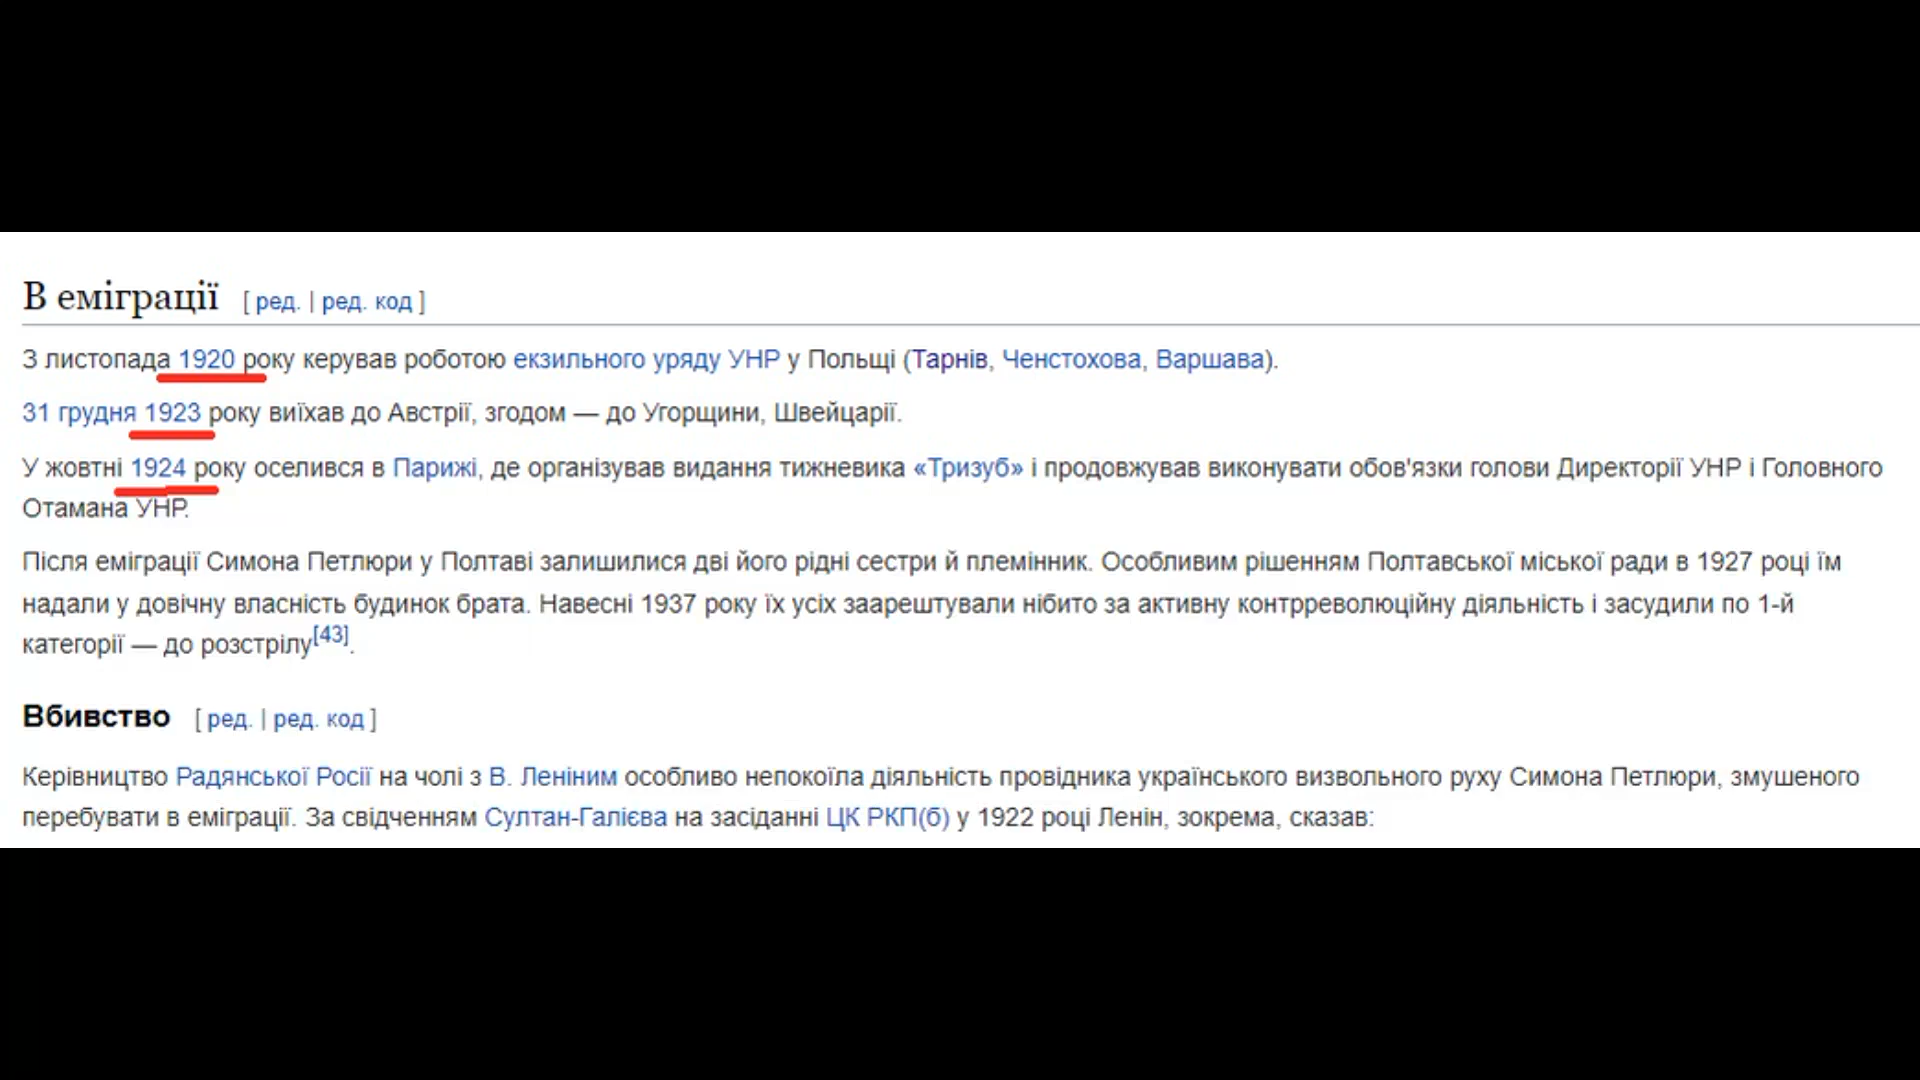 В еміграції [ ред. | ред. код ]
З листопада 1920 року керував роботою екзильного уряду УНР у Польщі (Тарнів, Ченстохова, Варшава).
31 грудня 1923 року виїхав до Австрії, згодом — до Угорщини, Швейцарії.
У жовтні 1924 року оселився в Парижі, де організував видання тижневика «Тризуб» і продовжував виконувати обов'язки голови Директорії УНР і Головного
Отамана УНР.
Після еміграції Симона Петлюри у Полтаві залишилися дві його рідні сестри й племінник. Особливим рішенням Полтавської міської ради в 1927 році їм
надали у довічну власність будинок брата. Навесні 1937 року їх усіх заарештували нібито за активну контрреволюційну діяльність і засудили по 1-й
категорії — до розстрілу[43].
Вбивство [ ред. | ред. код ]
Керівництво Радянської Росії на чолі з В. Леніним особливо непокоїла діяльність провідника українського визвольного руху Симона Петлюри, змушеного
перебувати в еміграції. За свідченням Султан-Галієва на засіданні ЦК РКП(б) у 1922 році Ленін, зокрема, сказав: